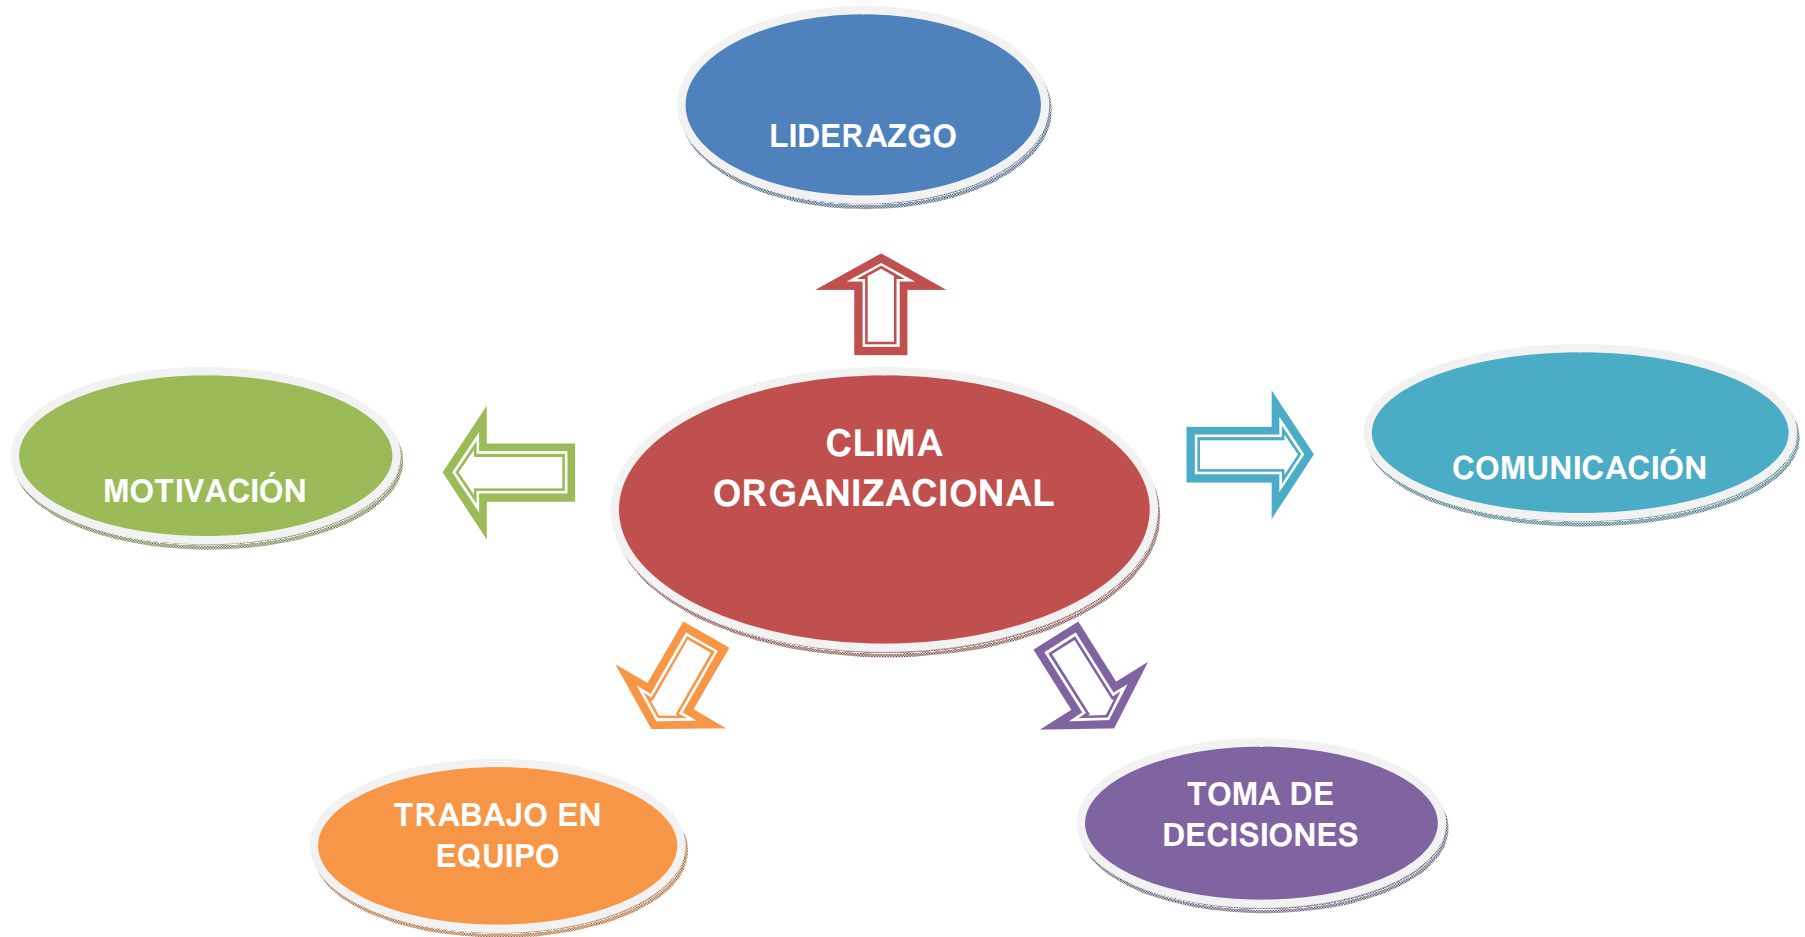 LIDERAZGO
CLIMA
ORGANIZACIONAL
MOTIVACIÓN
COMUNICACIÓN
TRABAJO EN
EQUIPO
TOMA DE
DECISIONES